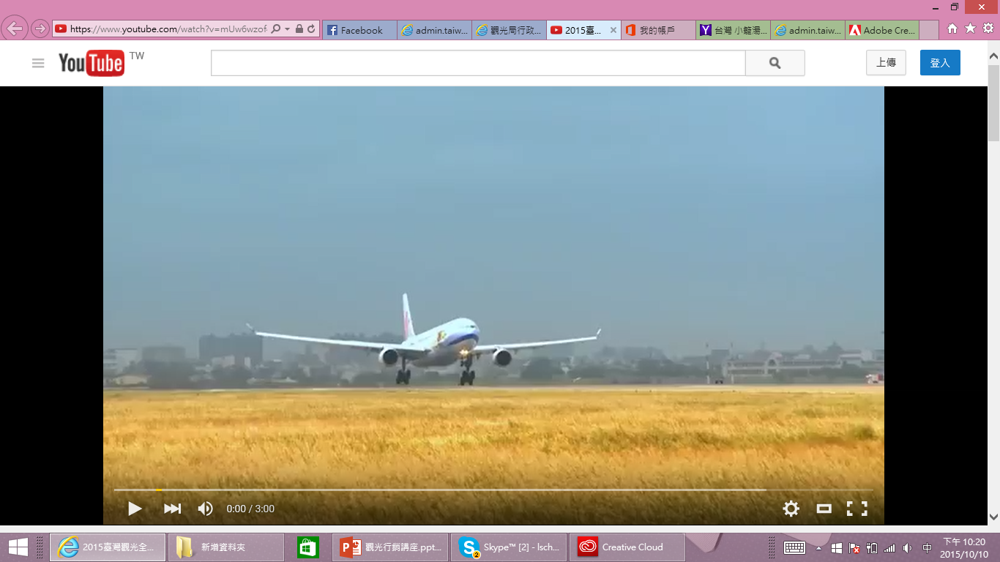 https://www.youtube.com/watch?v=mUw6wzof
Facebook
admin.taiw...
觀光局行政...
2015臺...
我的帳戶
台灣 小龍湯...
admin.taiw...
Adobe Cre...
YouTube TW
上傳
登入
0:00 / 3:00
2015臺灣觀光全...
新增資料夾
觀光行銷講座.ppt...
Skype™ [2] - lsch...
2
Creative Cloud
中
下午 10:20
2015/10/10